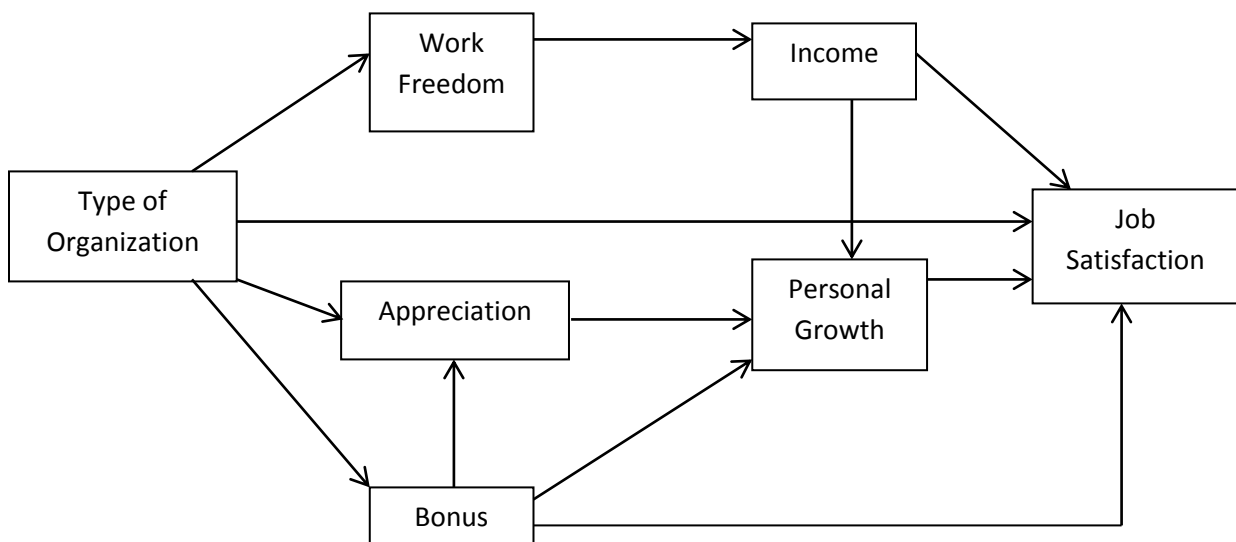 Work
Freedom
Income
Type of
Organization
Job
Satisfaction
Appreciation
Personal
Growth
Bonus